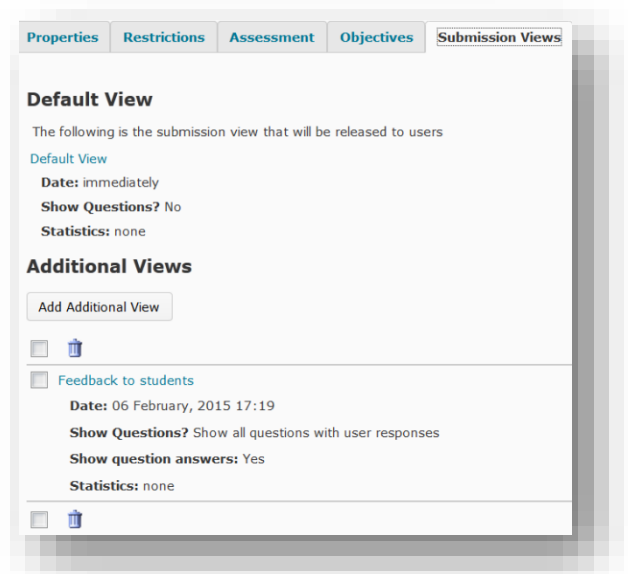 Properties Restrictions Assessment Objectives Submission Views
Default View
The following is the submission view that will be released to users
Default View
Date: immediately
Show Questions? No
Statistics: none
Additional Views
Add Additional View
Feedback to students
Date: 06 February, 2015 17:19
Show Questions? Show all questions with user responses
Show question answers: Yes
Statistics: none